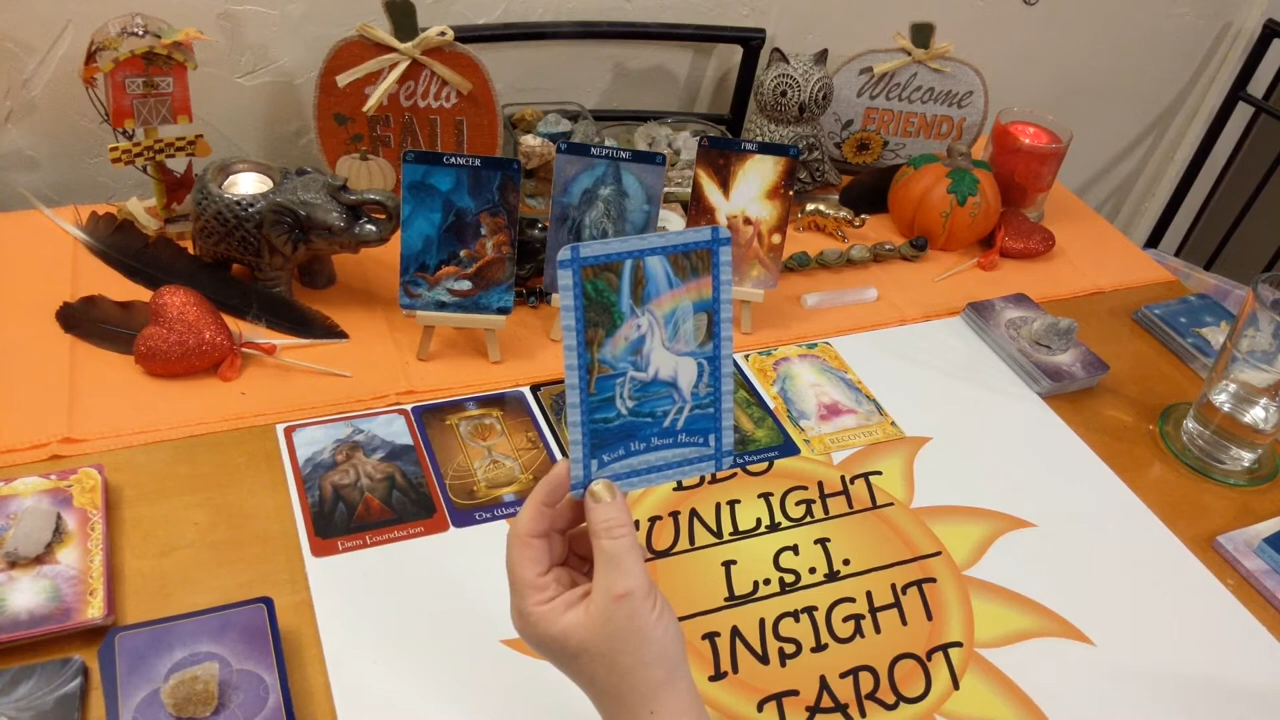 Hello
FALL
Welcome
FRIENDS
CANCER
NEPTUNE
FIRE
Kick Up Your Heels
Firm Foundation
The
& Rejuvenate
RECOVERY
SUNLIGHT
L.S.I.
INSIGHT
TAROT